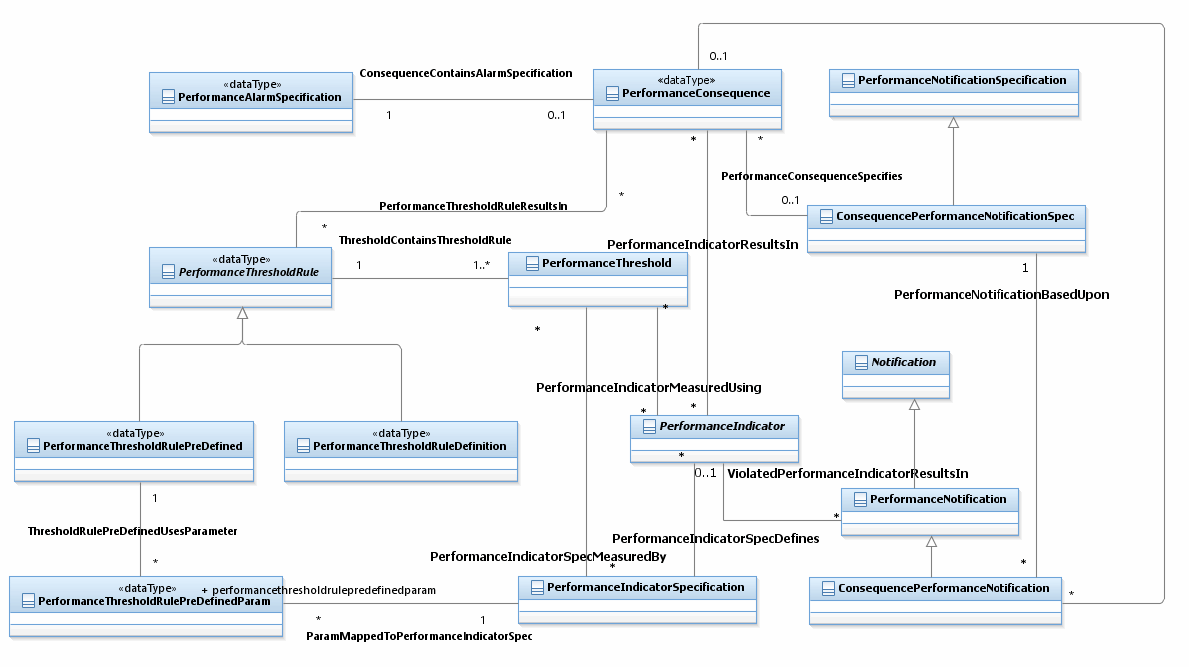 0..1
ConsequenceContainsAlarmSpecification
«dataType»
PerformanceAlarmSpecification
1
0..1
«dataType»
PerformanceConsequence
PerformanceNotificationSpecification
*
*
PerformanceConsequenceSpecifies
0..1
*
PerformanceThresholdRuleResultsIn
*
ConsequencePerformanceNotificationSpec
ThresholdContainsThresholdRule
PerformanceIndicatorResultsIn
«dataType»
PerformanceThresholdRule
1
1..*
PerformanceThreshold
1
PerformanceNotificationBasedUpon
*
*
Notification
PerformanceIndicatorMeasuredUsing
*
*
PerformanceIndicator
*
«dataType»
PerformanceThresholdRulePreDefined
«dataType»
PerformanceThresholdRuleDefinition
0..1
ViolatedPerformanceIndicatorResultsIn
1
PerformanceNotification
*
ThresholdRulePreDefinedUsesParameter
PerformanceIndicatorSpecDefines
PerformanceIndicatorSpecMeasuredBy
*
*
*
«dataType»
PerformanceThresholdRulePreDefinedParam
+ performancethresholdrulepredefinedparam
PerformanceIndicatorSpecification
ConsequencePerformanceNotification
*
*
1
ParamMappedToPerformanceIndicatorSpec